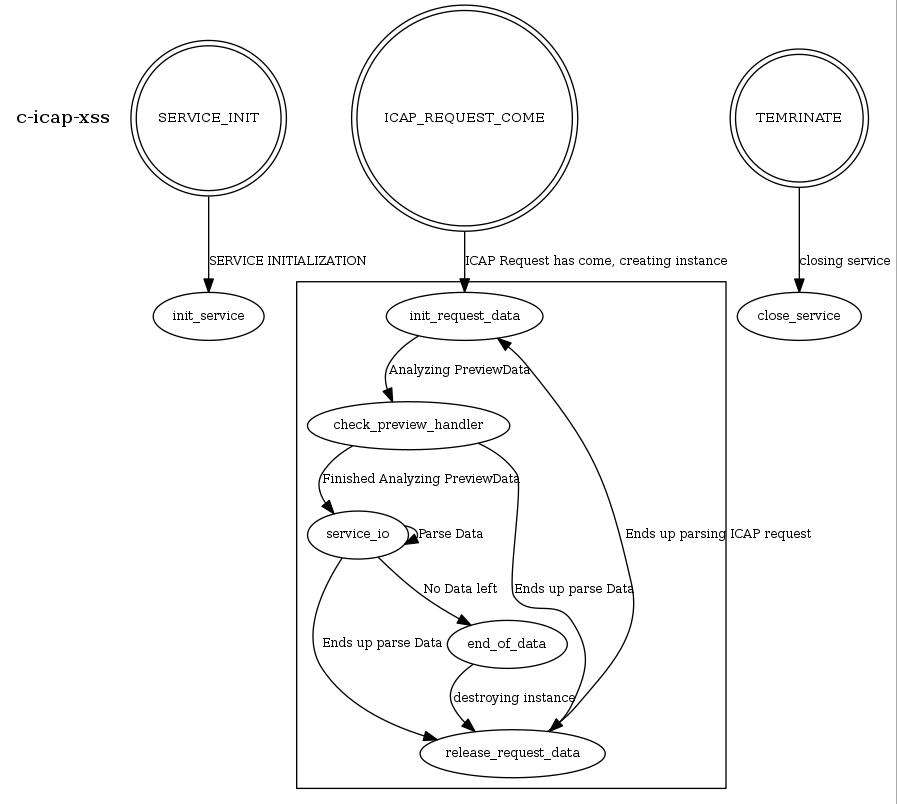 c-icap-xss
SERVICE_INIT
ICAP_REQUEST_COME
TEMRINATE
SERVICE INITIALIZATION
ICAP Request has come, creating instance
closing service
init_service
init_request_data
close_service
Analyzing PreviewData
check_preview_handler
Finished Analyzing PreviewData
service_io
Parse Data
Ends up parsing ICAP request
No Data left
Ends up parse Data
Ends up parse Data
end_of_data
destroying instance
release_request_data